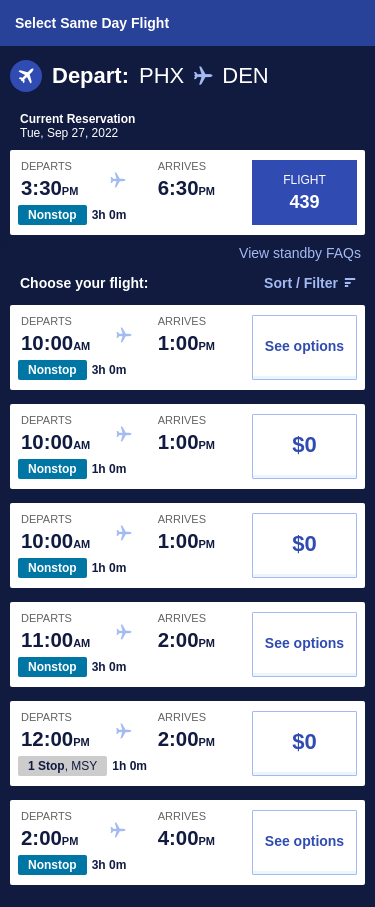 Select Same Day Flight
Depart: PHX DEN
Current Reservation
Tue, Sep 27, 2022
DEPARTS ARRIVES FLIGHT
3:30PM 6:30PM 439
Nonstop 3h 0m
View standby FAQs
Choose your flight: Sort / Filter
DEPARTS ARRIVES
10:00AM 1:00PM See options
Nonstop 3h 0m
DEPARTS ARRIVES
10:00AM 1:00PM $0
Nonstop 1h 0m
DEPARTS ARRIVES
10:00AM 1:00PM $0
Nonstop 1h 0m
DEPARTS ARRIVES
11:00AM 2:00PM See options
Nonstop 3h 0m
DEPARTS ARRIVES
12:00PM 2:00PM $0
1 Stop, MSY 1h 0m
DEPARTS ARRIVES
2:00PM 4:00PM See options
Nonstop 3h 0m